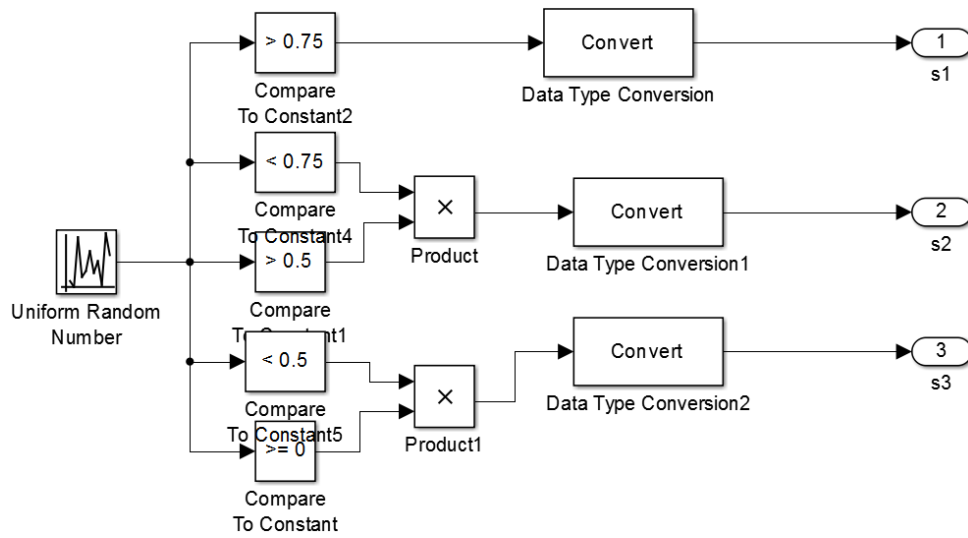 > 0.75
Compare
To Constant2
Convert
Data Type Conversion
1
s1
< 0.75
Compare
To Constant4
×
Product
Convert
Data Type Conversion1
2
s2
> 0.5
Compare
To Constant1
Uniform Random
Number
< 0.5
Compare
To Constant5
×
Product1
Convert
Data Type Conversion2
3
s3
>= 0
Compare
To Constant